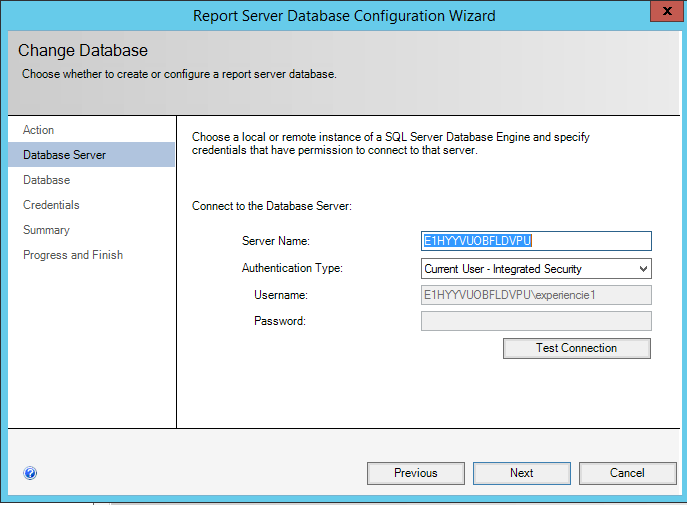 Report Server Database Configuration Wizard
x
Change Database
Choose whether to create or configure a report server database.
Action
Database Server
Database
Credentials
Summary
Progress and Finish
Choose a local or remote instance of a SQL Server Database Engine and specify
credentials that have permission to connect to that server.
Connect to the Database Server:
Server Name:
E1HYYVUOBFLDVPU
Authentication Type:
Current User - Integrated Security
Username:
E1HYYVUOBFLDVPU\experiencie1
Password:
Test Connection
?
Previous
Next
Cancel